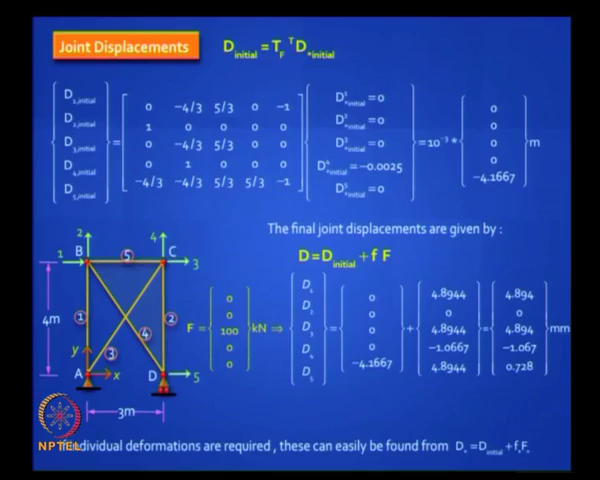 Joint Displacements D_initial = T_F^T D_*initial
{ D_1,initial D_2,initial D_3,initial D_4,initial D_5,initial } =
[ 0 -4/3 5/3 0 -1
1 0 0 0 0
0 -4/3 5/3 0 -1
0 1 0 0 0
-4/3 -4/3 5/3 5/3 -1 ]
{ D^1_*initial = 0
D^2_*initial = 0
D^3_*initial = 0
D^4_*initial = -0.0025
D^5_*initial = 0 }
= 10^-3 * { 0 0 0 0 -4.1667 } m
The final joint displacements are given by :
D = D_initial + f F
2 4
1 B 5 C 3
4m 1 2
4
y 3
A x D 5
3m
F = { 0 0 100 0 0 } kN ⇒
{ D_1 D_2 D_3 D_4 D_5 } = { 0 0 0 0 -4.1667 } + { 4.8944 0 4.8944 -1.0667 4.8944 } = { 4.894 0 4.894 -1.067 0.728 } mm
NPTEL
individual deformations are required , these can easily be found from D_* = D_*initial + f_* F_*